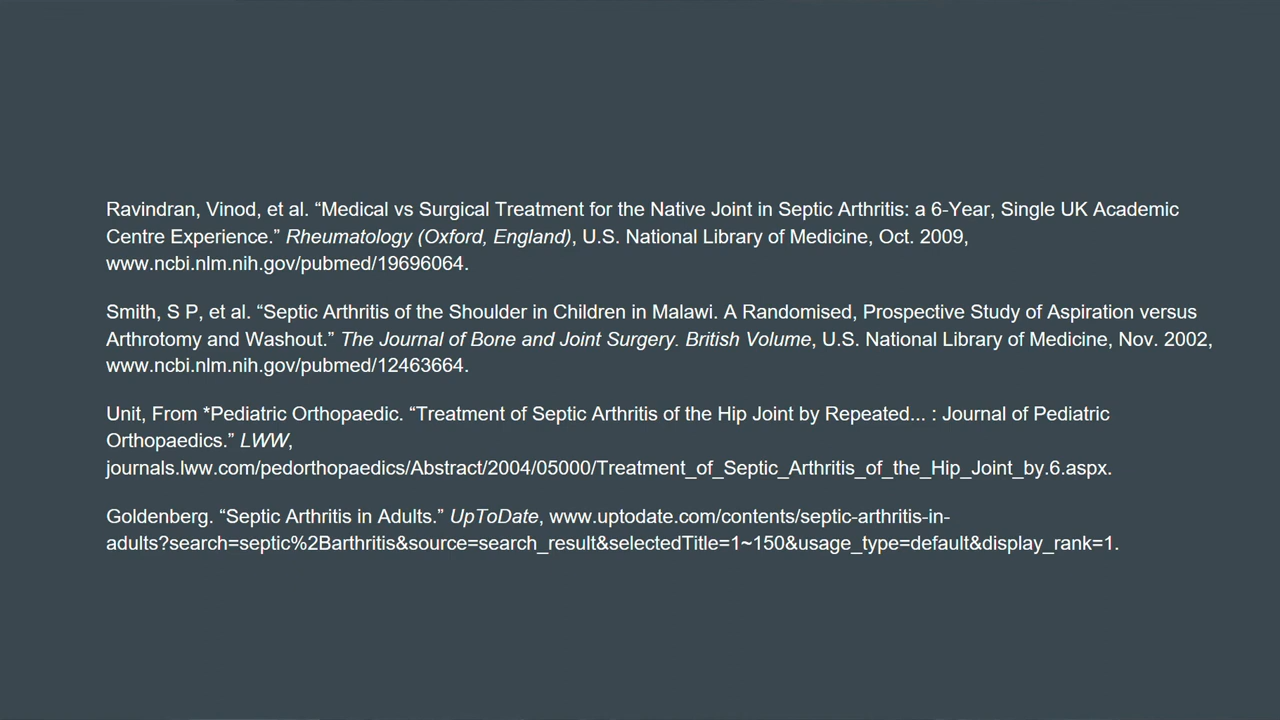 Ravindran, Vinod, et al. “Medical vs Surgical Treatment for the Native Joint in Septic Arthritis: a 6-Year, Single UK Academic
Centre Experience.” Rheumatology (Oxford, England), U.S. National Library of Medicine, Oct. 2009,
www.ncbi.nlm.nih.gov/pubmed/19696064.
Smith, S P, et al. “Septic Arthritis of the Shoulder in Children in Malawi. A Randomised, Prospective Study of Aspiration versus
Arthrotomy and Washout.” The Journal of Bone and Joint Surgery. British Volume, U.S. National Library of Medicine, Nov. 2002,
www.ncbi.nlm.nih.gov/pubmed/12463664.
Unit, From *Pediatric Orthopaedic. “Treatment of Septic Arthritis of the Hip Joint by Repeated... : Journal of Pediatric
Orthopaedics.” LWW,
journals.lww.com/pedorthopaedics/Abstract/2004/05000/Treatment_of_Septic_Arthritis_of_the_Hip_Joint_by.6.aspx.
Goldenberg. “Septic Arthritis in Adults.” UpToDate, www.uptodate.com/contents/septic-arthritis-in-
adults?search=septic%2Barthritis&source=search_result&selectedTitle=1~150&usage_type=default&display_rank=1.